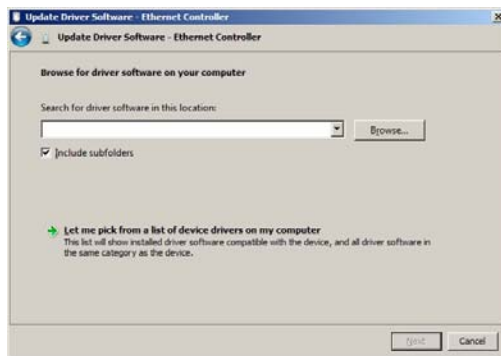 Update Driver Software - Ethernet Controller
Update Driver Software - Ethernet Controller
Browse for driver software on your computer
Search for driver software in this location:
Browse...
Include subfolders
Let me pick from a list of device drivers on my computer
This list will show installed driver software compatible with the device, and all driver software in
the same category as the device.
Next Cancel